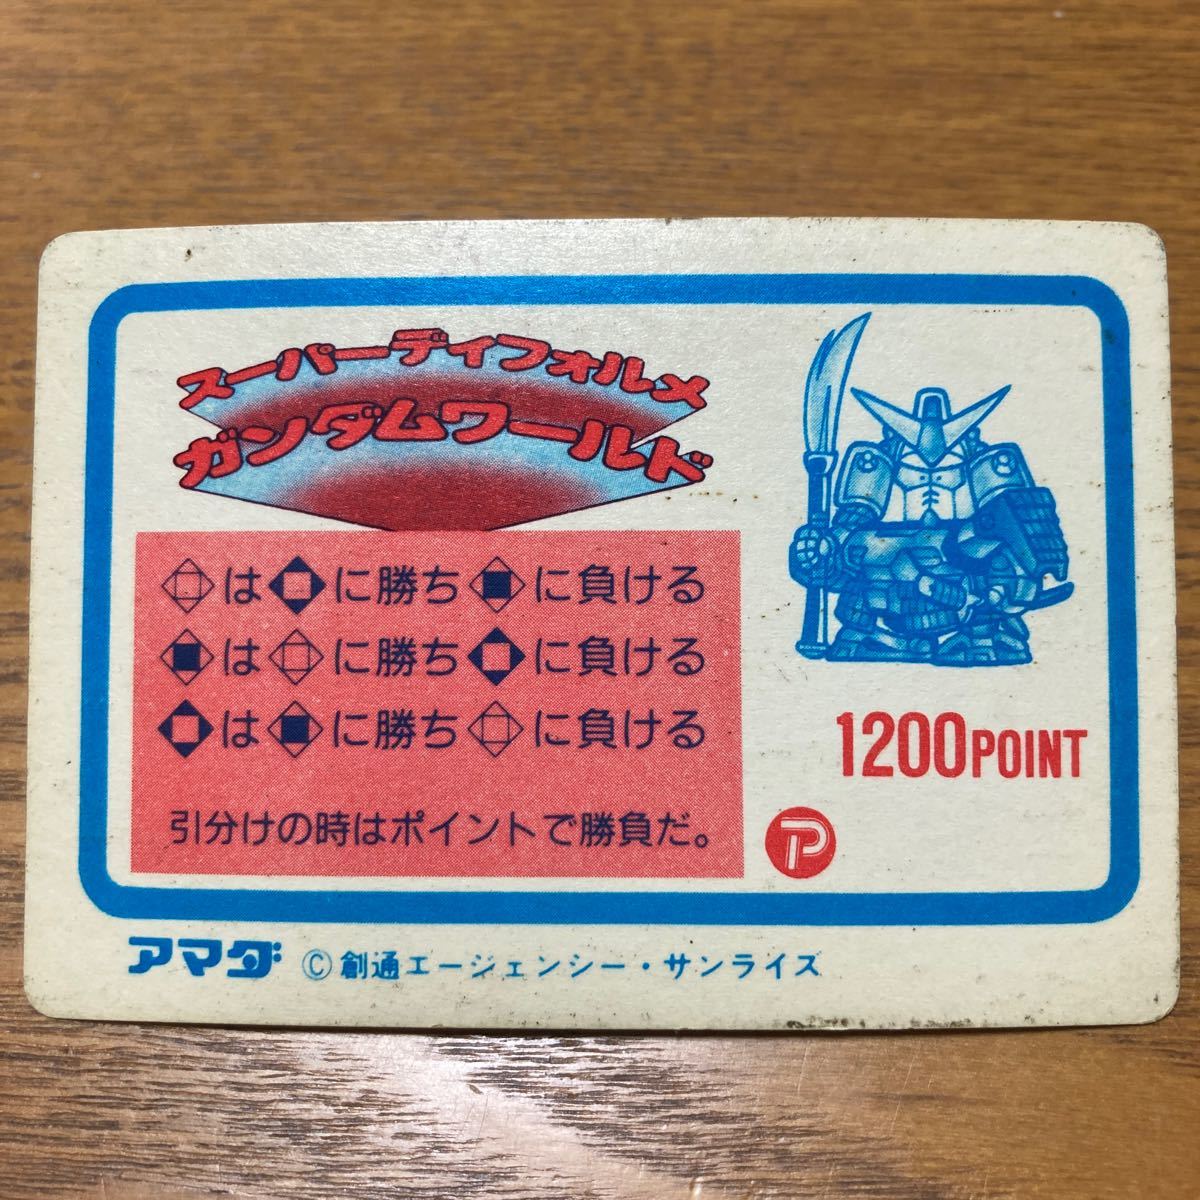 スーパーディフォルメ
ガンダムワールド
は に勝ち に負ける
は に勝ち に負ける
は に勝ち に負ける
引分けの時はポイントで勝負だ。
1200POINT
P
アマダ ©創通エージェンシー・サンライズ